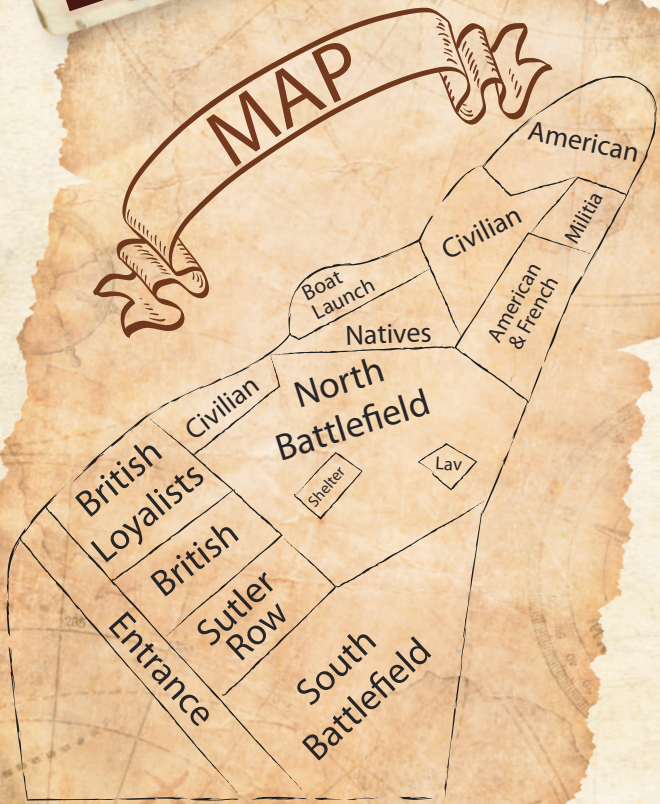 MAP
American
Civilian
Militia
American
& French
Boat
Launch
Natives
North
Battlefield
Civilian
Shelter
Lav
British
Loyalists
British
Sutler
Row
Entrance
South
Battlefield